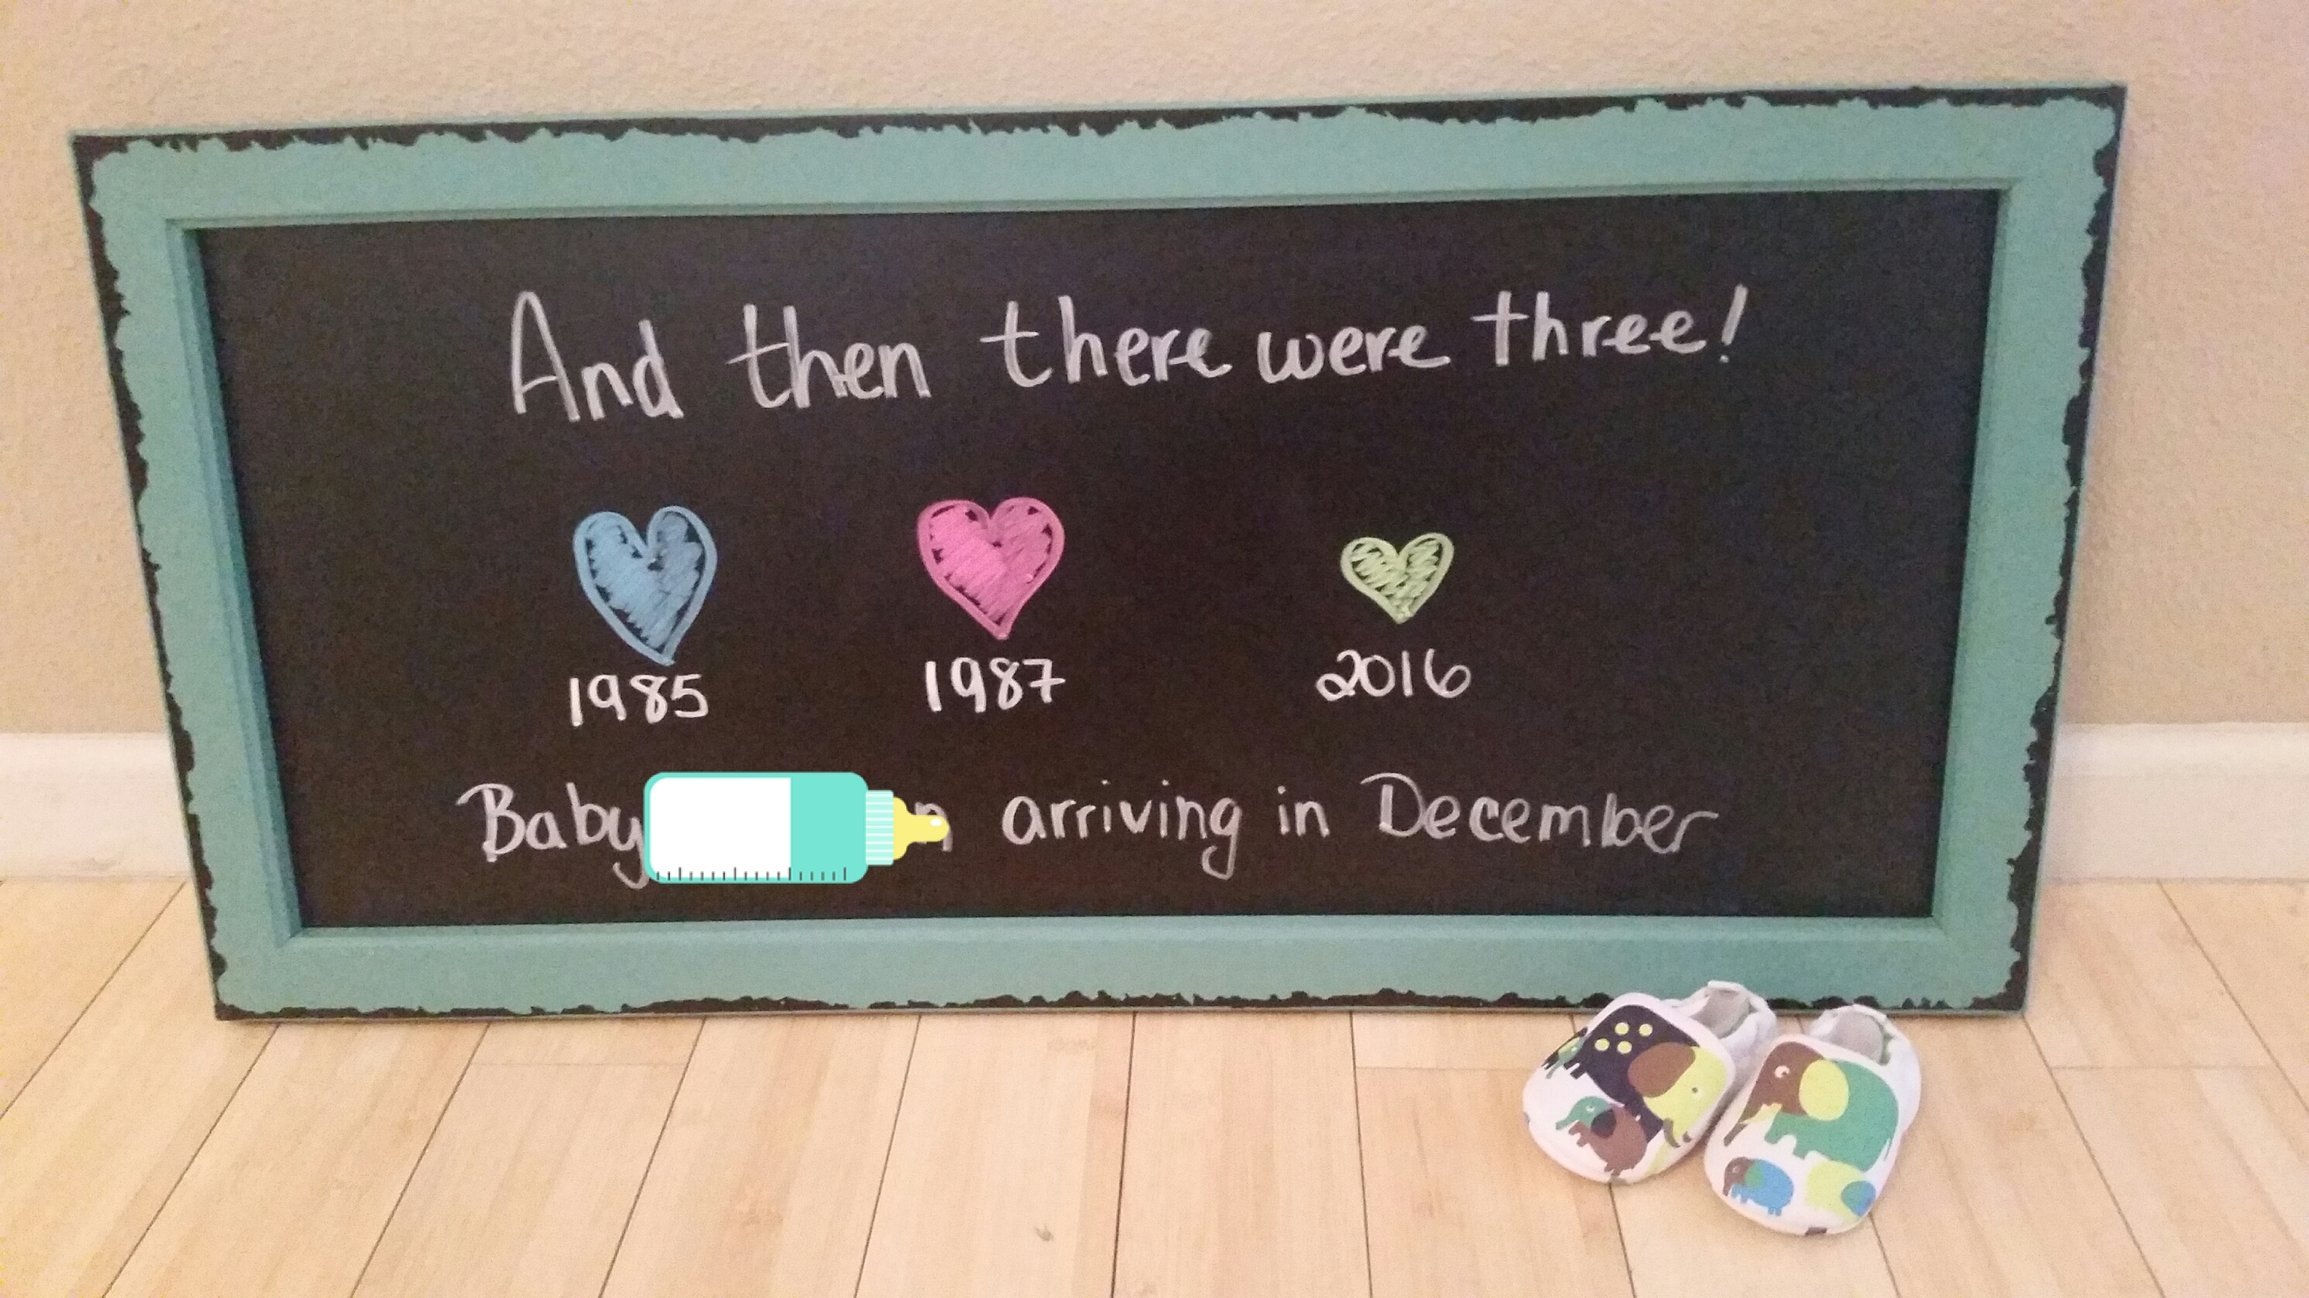 And then there were three!
1985 1987 2016
Baby arriving in December